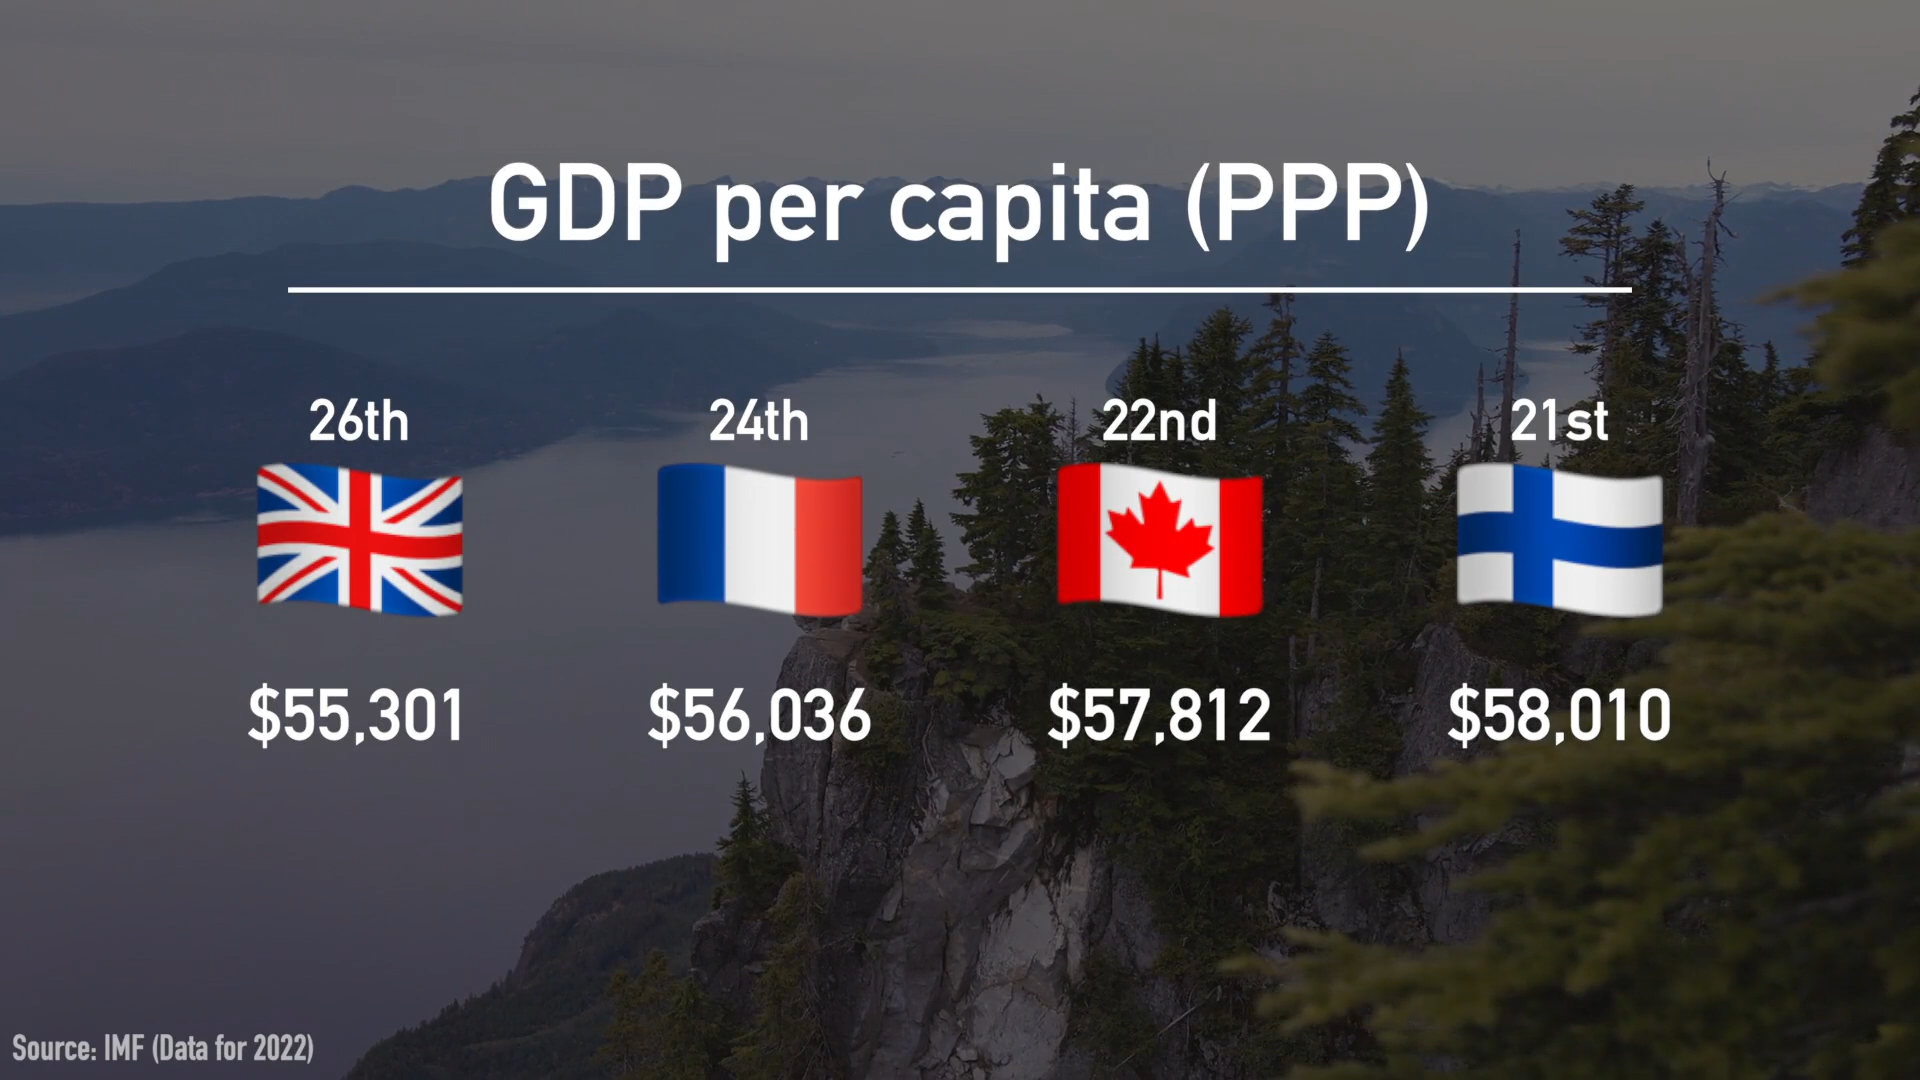 GDP per capita (PPP)
26th
24th
22nd
21st
$55,301
$56,036
$57,812
$58,010
Source: IMF (Data for 2022)